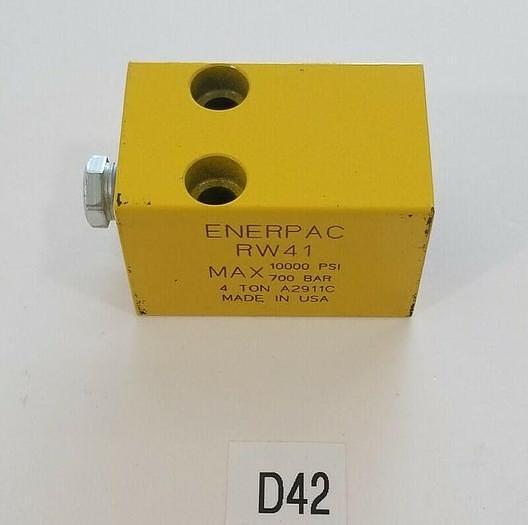 ENERPAC
RW41
MAX 10000 PSI
700 BAR
4 TON A2911C
MADE IN USA
D42